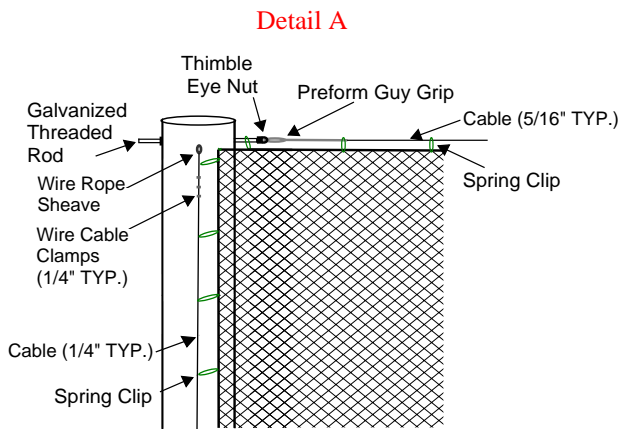 Detail A
Thimble
Eye Nut
Preform Guy Grip
Galvanized
Threaded
Rod
Cable (5/16" TYP.)
Wire Rope
Sheave
Spring Clip
Wire Cable
Clamps
(1/4" TYP.)
Cable (1/4" TYP.)
Spring Clip